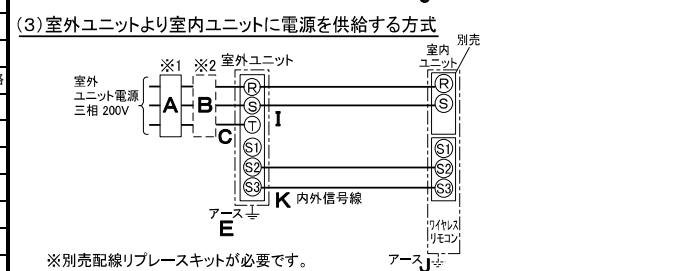 (3)室外ユニットより室内ユニットに電源を供給する方式
※1
※2
室外ユニット
室内
ユニット
別売
室外
ユニット電源
三相 200V
A
B
C
R
S
T
S1
S2
S3
I
R
S
S1
S2
S3
K 内外信号線
アース
E
ワイヤレス
リモコン
アース
J
※別売配線リプレースキットが必要です。